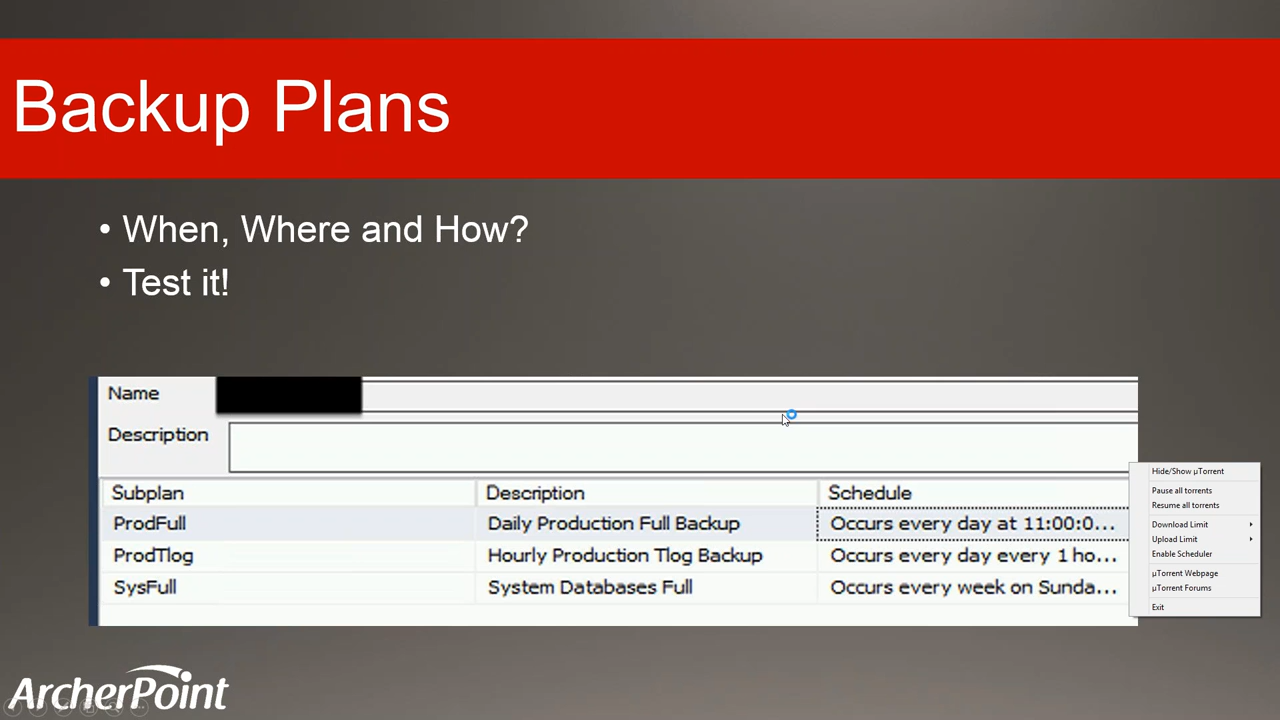 Backup Plans
• When, Where and How?
• Test it!
Name
Description
Subplan Description Schedule
ProdFull Daily Production Full Backup Occurs every day at 11:00:0...
ProdTlog Hourly Production Tlog Backup Occurs every day every 1 ho...
SysFull System Databases Full Occurs every week on Sunda...
Hide/Show µTorrent
Pause all torrents
Resume all torrents
Download Limit
Upload Limit
Enable Scheduler
µTorrent Webpage
µTorrent Forums
Exit
ArcherPoint